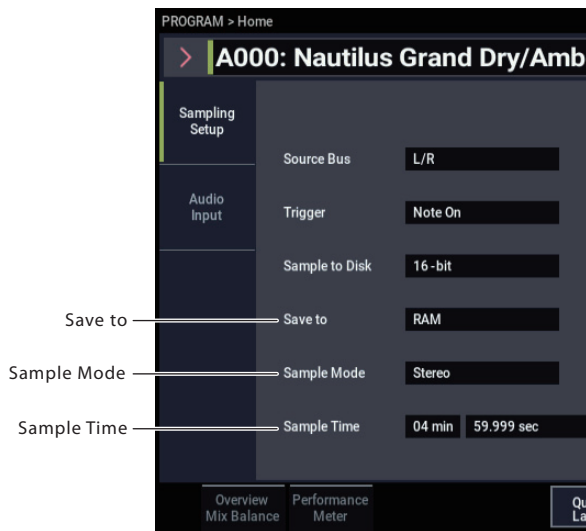 PROGRAM > Home
A000: Nautilus Grand Dry/Amb
Sampling
Setup
Source Bus L/R
Audio
Input
Trigger Note On
Sample to Disk 16-bit
Save to Save to RAM
Sample Mode Sample Mode Stereo
Sample Time Sample Time 04 min 59.999 sec
Overview
Mix Balance
Performance
Meter